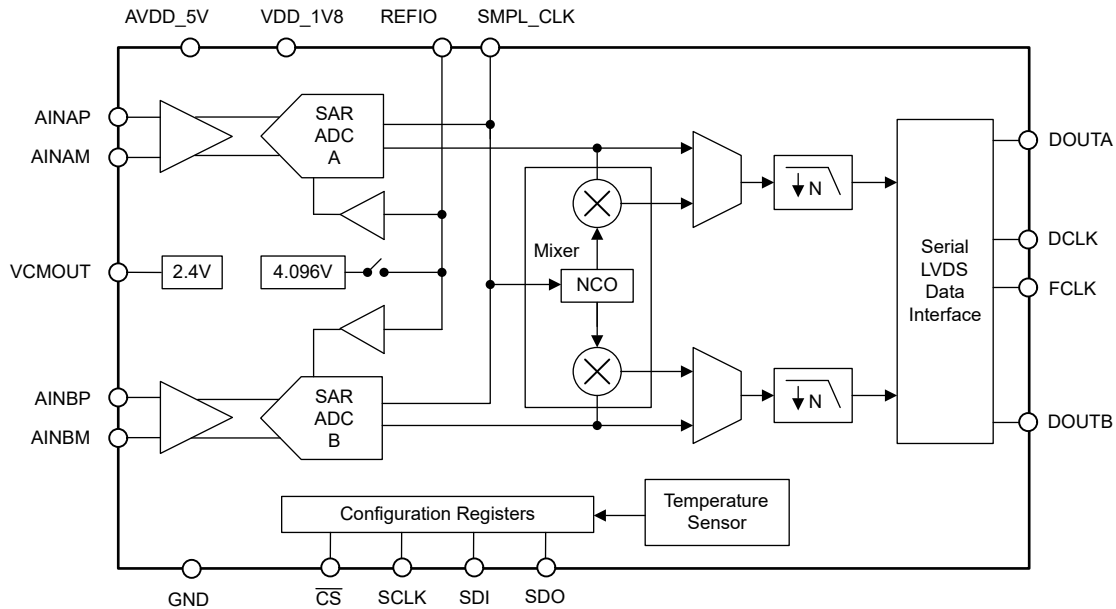 AVDD_5V
VDD_1V8
REFIO
SMPL_CLK
AINAP
AINAM
SAR
ADC
A
N
DOUTA
Mixer
VCMOUT
2.4V
4.096V
NCO
Serial
LVDS
Data
Interface
DCLK
FCLK
AINBP
AINBM
SAR
ADC
B
N
DOUTB
Configuration Registers
Temperature
Sensor
GND
CS
SCLK
SDI
SDO